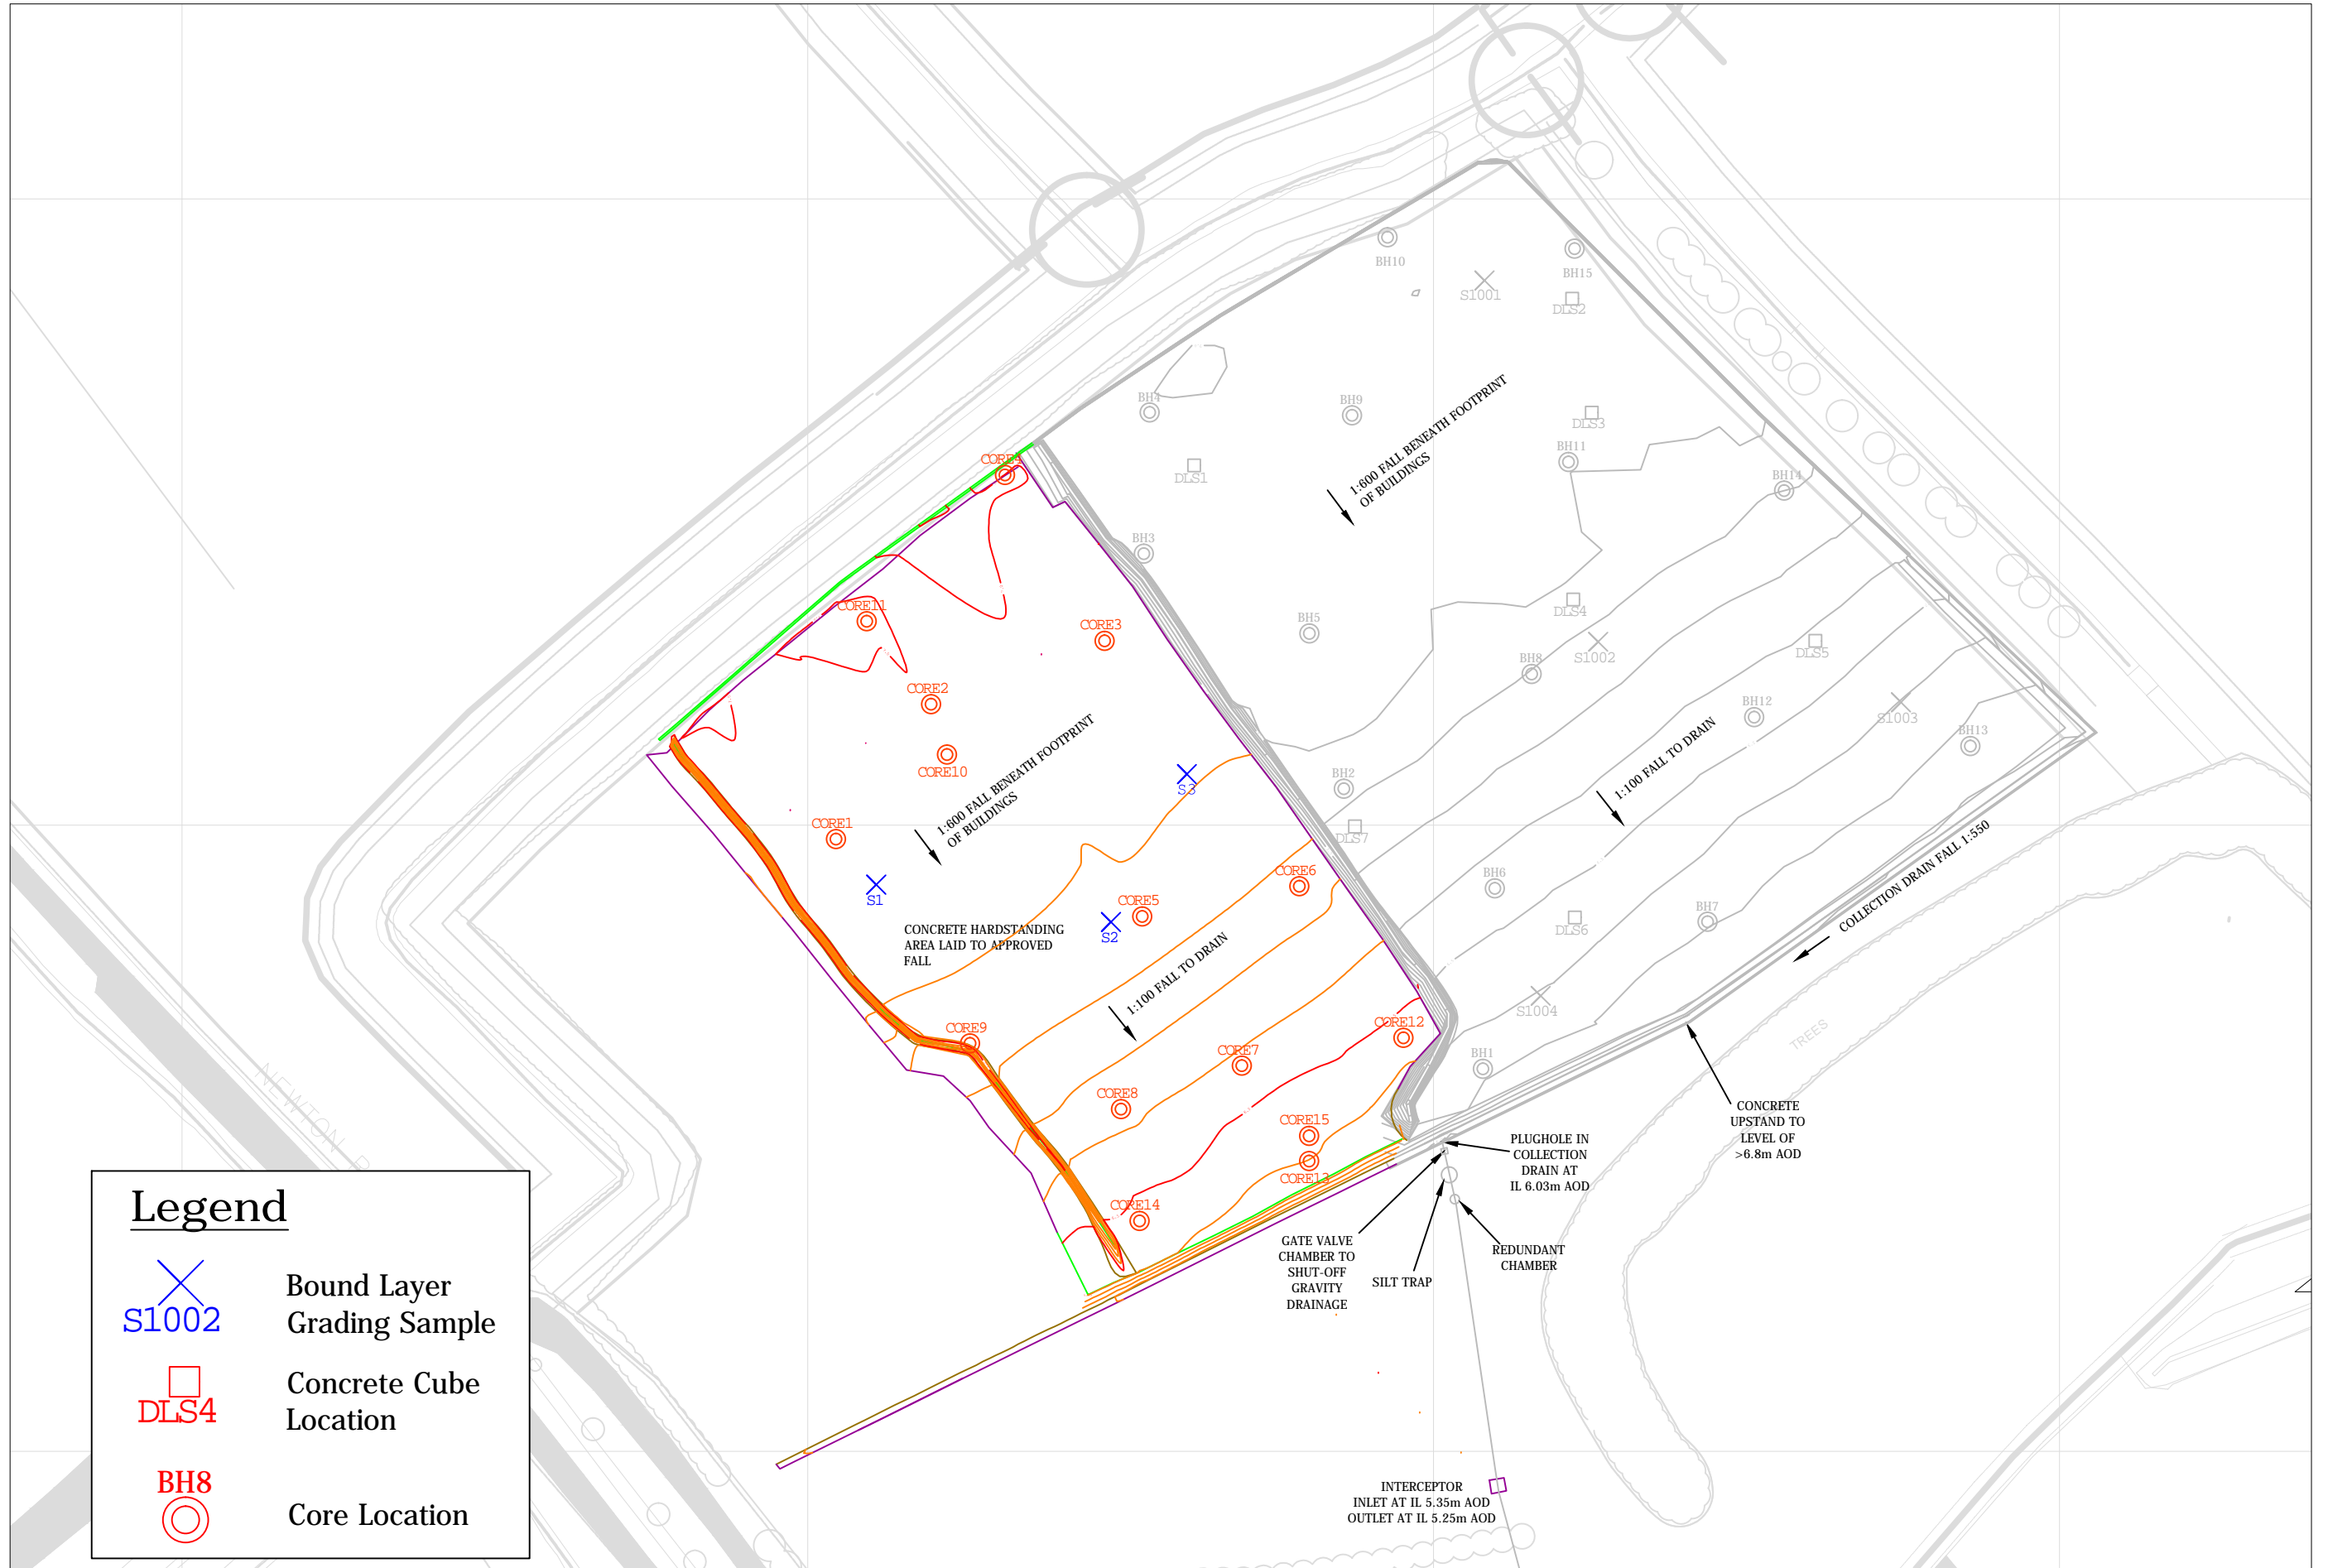 BH10
BH15
S1001
DLS2
BH4
BH9
DLS3
1:600 FALL BENEATH FOOTPRINT
OF BUILDINGS
BH11
CORE4
DLS1
BH14
BH3
CORE11
CORE3
BH5
DLS4
S1002
DLS5
BH8
CORE2
BH12
S1003
BH13
1:600 FALL BENEATH FOOTPRINT
OF BUILDINGS
1:100 FALL TO DRAIN
CORE10
S3
BH2
CORE1
DLS7
COLLECTION DRAIN FALL 1:550
CORE6
BH6
S1
CORE5
BH7
CONCRETE HARDSTANDING
AREA LAID TO APPROVED
FALL
S2
DLS6
1:100 FALL TO DRAIN
S1004
CORE9
CORE12
TREES
CORE7
BH1
NEWTON
CORE8
CONCRETE
UPSTAND TO
LEVEL OF
>6.8m AOD
CORE15
PLUGHOLE IN
COLLECTION
DRAIN AT
IL 6.03m AOD
CORE13
CORE14
GATE VALVE
CHAMBER TO
SHUT-OFF
GRAVITY
DRAINAGE
SILT TRAP
REDUNDANT
CHAMBER
INTERCEPTOR
INLET AT IL 5.35m AOD
OUTLET AT IL 5.25m AOD
Legend
S1002
Bound Layer
Grading Sample
DLS4
Concrete Cube
Location
BH8
Core Location